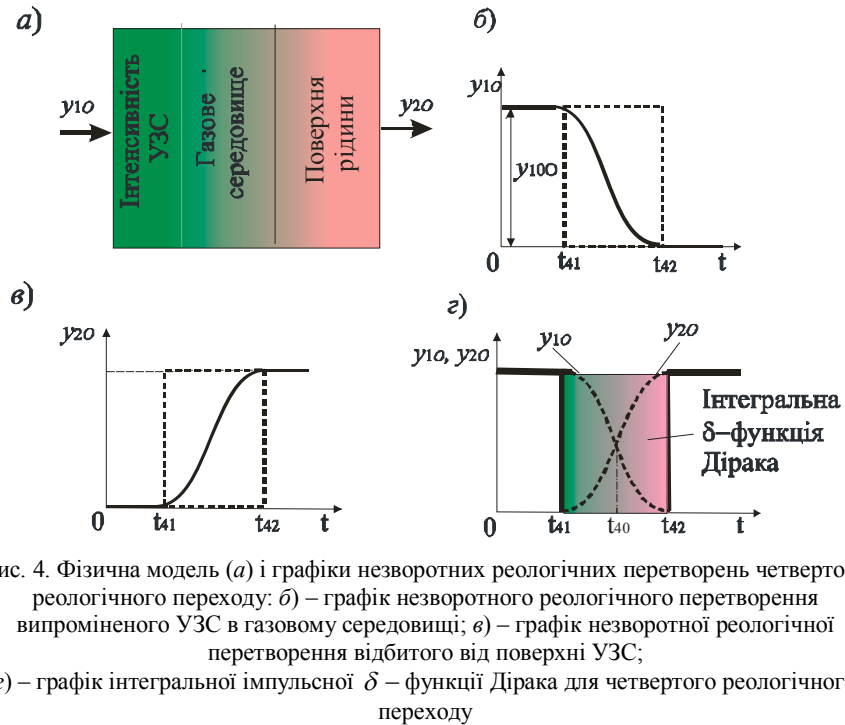 а)
y10
Інтенсивність
УЗС
Газове
середовище
Поверхня
рідини
y20
б)
y10
y100
0
t41
t42
t
в)
y20
0
t41
t42
t
г)
y10, y20
y10
y20
Інтегральна
δ–функція
Дірака
0
t41
t40
t42
t
ис. 4. Фізична модель (а) і графіки незворотних реологічних перетворень четверто
реологічного переходу: б) – графік незворотного реологічного перетворення
випроміненого УЗС в газовому середовищі; в) – графік незворотної реологічної
перетворення відбитого від поверхні УЗС;
г) – графік інтегральної імпульсної δ – функції Дірака для четвертого реологічног
переходу